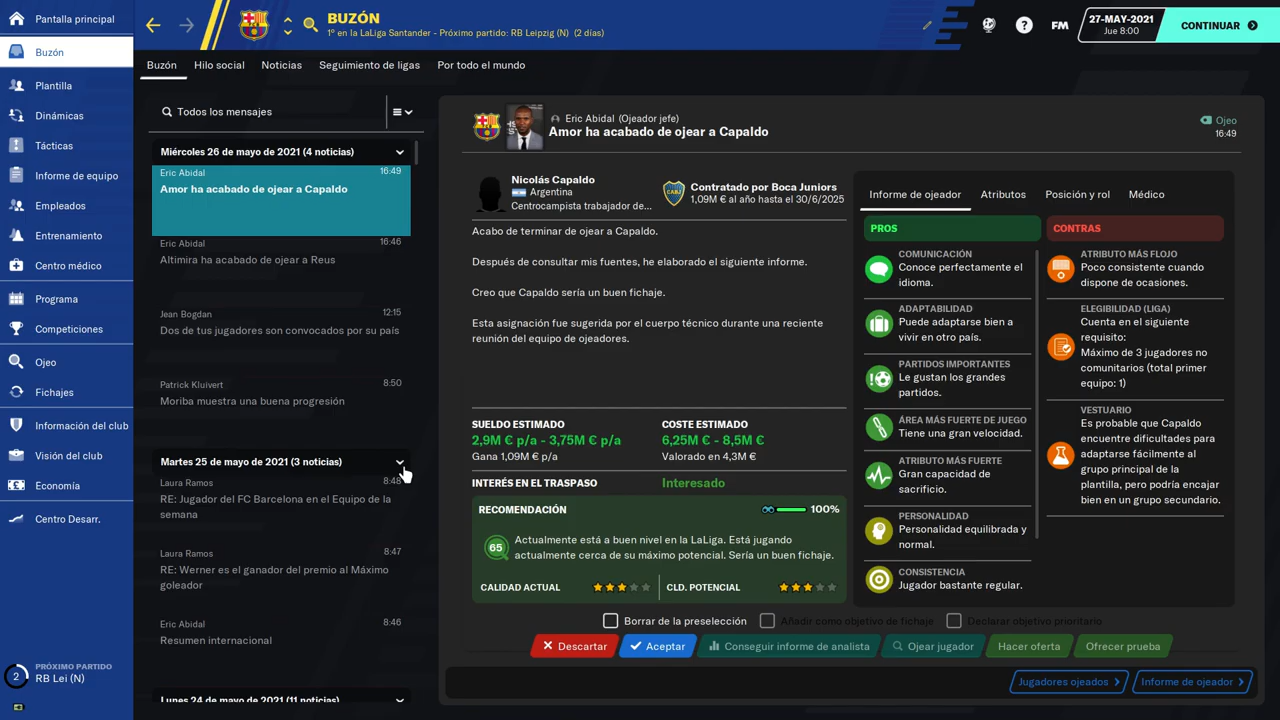 Pantalla principal
Buzón
Plantilla
Dinámicas
Tácticas
Informe de equipo
Empleados
Entrenamiento
Centro médico
Programa
Competiciones
Ojeo
Fichajes
Información del club
Visión del club
Economía
Centro Desarr.
2
PRÓXIMO PARTIDO
RB Lei (N)
BUZÓN
1º en la LaLiga Santander - Próximo partido: RB Leipzig (N) (2 días)
?
FM
27-MAY-2021
Jue 8:00
CONTINUAR
Buzón
Hilo social
Noticias
Seguimiento de ligas
Por todo el mundo
Todos los mensajes
Miércoles 26 de mayo de 2021 (4 noticias)
Eric Abidal 16:49
Amor ha acabado de ojear a Capaldo
Eric Abidal 16:46
Altimira ha acabado de ojear a Reus
Jean Bogdan 12:15
Dos de tus jugadores son convocados por su país
Patrick Kluivert 8:50
Moriba muestra una buena progresión
Martes 25 de mayo de 2021 (3 noticias)
Laura Ramos 8:48
RE: Jugador del FC Barcelona en el Equipo de la
semana
Laura Ramos 8:47
RE: Werner es el ganador del premio al Máximo
goleador
Eric Abidal 8:46
Resumen internacional
Lunes 24 de mayo de 2021 (11 noticias)
Eric Abidal (Ojeador jefe)
Amor ha acabado de ojear a Capaldo
Ojeo
16:49
Nicolás Capaldo
Argentina
Centrocampista trabajador de...
Contratado por Boca Juniors
1,09M € al año hasta el 30/6/2025
Acabo de terminar de ojear a Capaldo.
Después de consultar mis fuentes, he elaborado el siguiente informe.
Creo que Capaldo sería un buen fichaje.
Esta asignación fue sugerida por el cuerpo técnico durante una reciente
reunión del equipo de ojeadores.
SUELDO ESTIMADO
2,9M € p/a - 3,75M € p/a
Gana 1,09M € p/a
COSTE ESTIMADO
6,25M € - 8,5M €
Valorado en 4,3M €
INTERÉS EN EL TRASPASO
Interesado
RECOMENDACIÓN
100%
65
Actualmente está a buen nivel en la LaLiga. Está jugando
actualmente cerca de su máximo potencial. Sería un buen fichaje.
CALIDAD ACTUAL
CLD. POTENCIAL
Informe de ojeador
Atributos
Posición y rol
Médico
PROS
COMUNICACIÓN
Conoce perfectamente el
idioma.
ADAPTABILIDAD
Puede adaptarse bien a
vivir en otro país.
PARTIDOS IMPORTANTES
Le gustan los grandes
partidos.
ÁREA MÁS FUERTE DE JUEGO
Tiene una gran velocidad.
ATRIBUTO MÁS FUERTE
Gran capacidad de
sacrificio.
PERSONALIDAD
Personalidad equilibrada y
normal.
CONSISTENCIA
Jugador bastante regular.
CONTRAS
ATRIBUTO MÁS FLOJO
Poco consistente cuando
dispone de ocasiones.
ELEGIBILIDAD (LIGA)
Cuenta en el siguiente
requisito:
Máximo de 3 jugadores no
comunitarios (total primer
equipo: 1)
VESTUARIO
Es probable que Capaldo
encuentre dificultades para
adaptarse fácilmente al
grupo principal de la
plantilla, pero podría encajar
bien en un grupo secundario.
Borrar de la preselección
Añadir como objetivo de fichaje
Declarar objetivo prioritario
Descartar
Aceptar
Conseguir informe de analista
Ojear jugador
Hacer oferta
Ofrecer prueba
Jugadores ojeados
Informe de ojeador